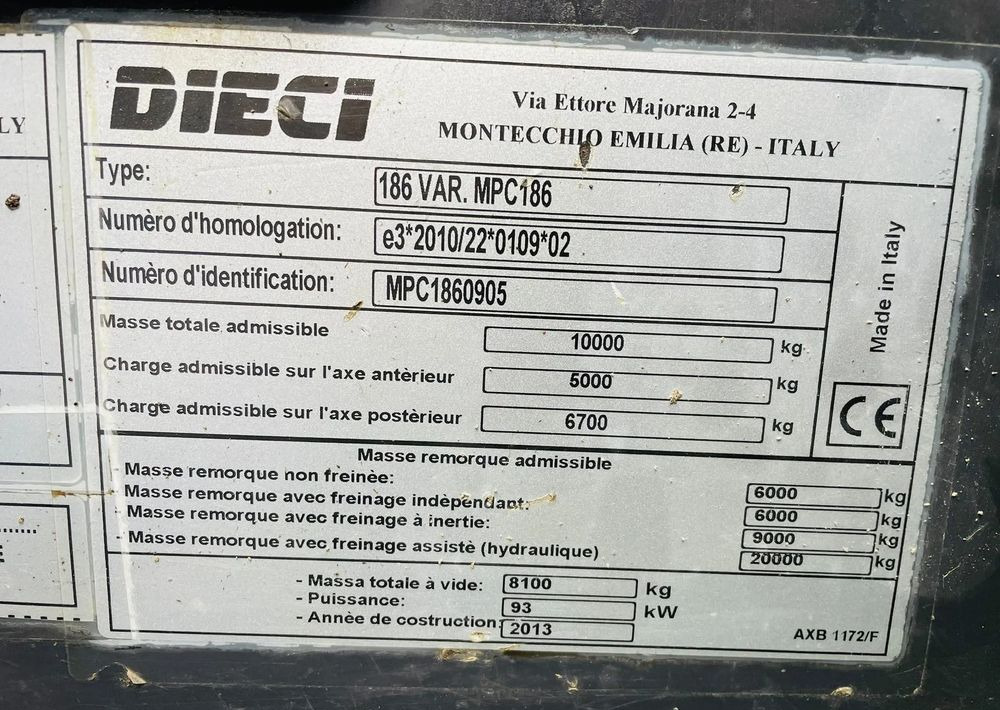 DIECI
Via Ettore Majorana 2-4
MONTECCHIO EMILIA (RE) - ITALY
Type: 186 VAR. MPC186
Numèro d'homologation: e3*2010/22*0109*02
Numèro d'identification: MPC1860905
Masse totale admissible 10000 kg
Charge admissible sur l'axe antèrieur 5000 kg
Charge admissible sur l'axe postèrieur 6700 kg
Made in Italy
CE
Masse remorque admissible
- Masse remorque non freinèe: 6000 kg
- Masse remorque avec freinage indèpendant: 6000 kg
- Masse remorque avec freinage à inertie: 9000 kg
- Masse remorque avec freinage assistè (hydraulique) 20000 kg
- Massa totale à vide: 8100 kg
- Puissance: 93 kW
- Annèe de costruction: 2013
AXB 1172/F
LY